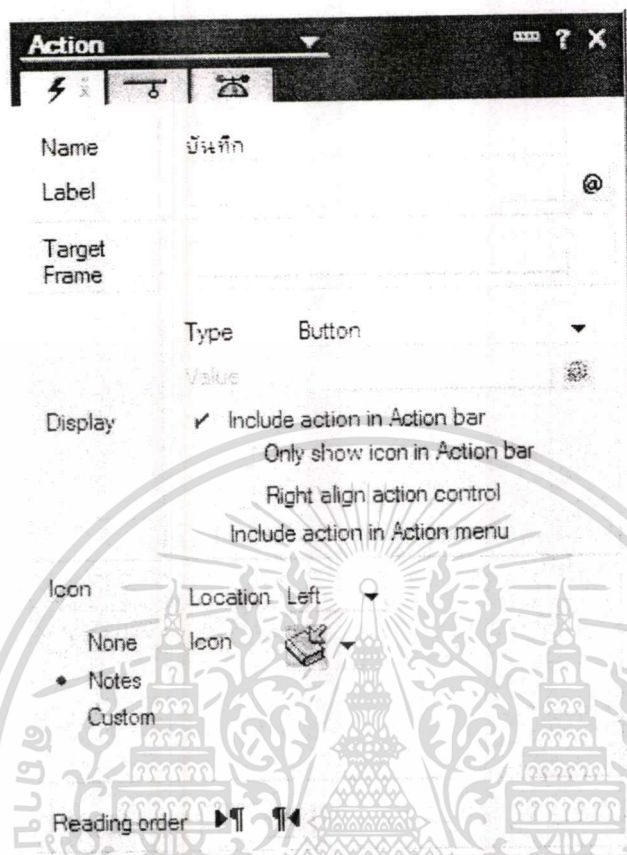 Action ? X
Name บันทึก
Label @
Target
Frame
Type Button
Value
Display ✓ Include action in Action bar
Only show icon in Action bar
Right align action control
Include action in Action menu
Icon Location Left
None Icon
• Notes
Custom
Reading order ▶¶ ¶◀